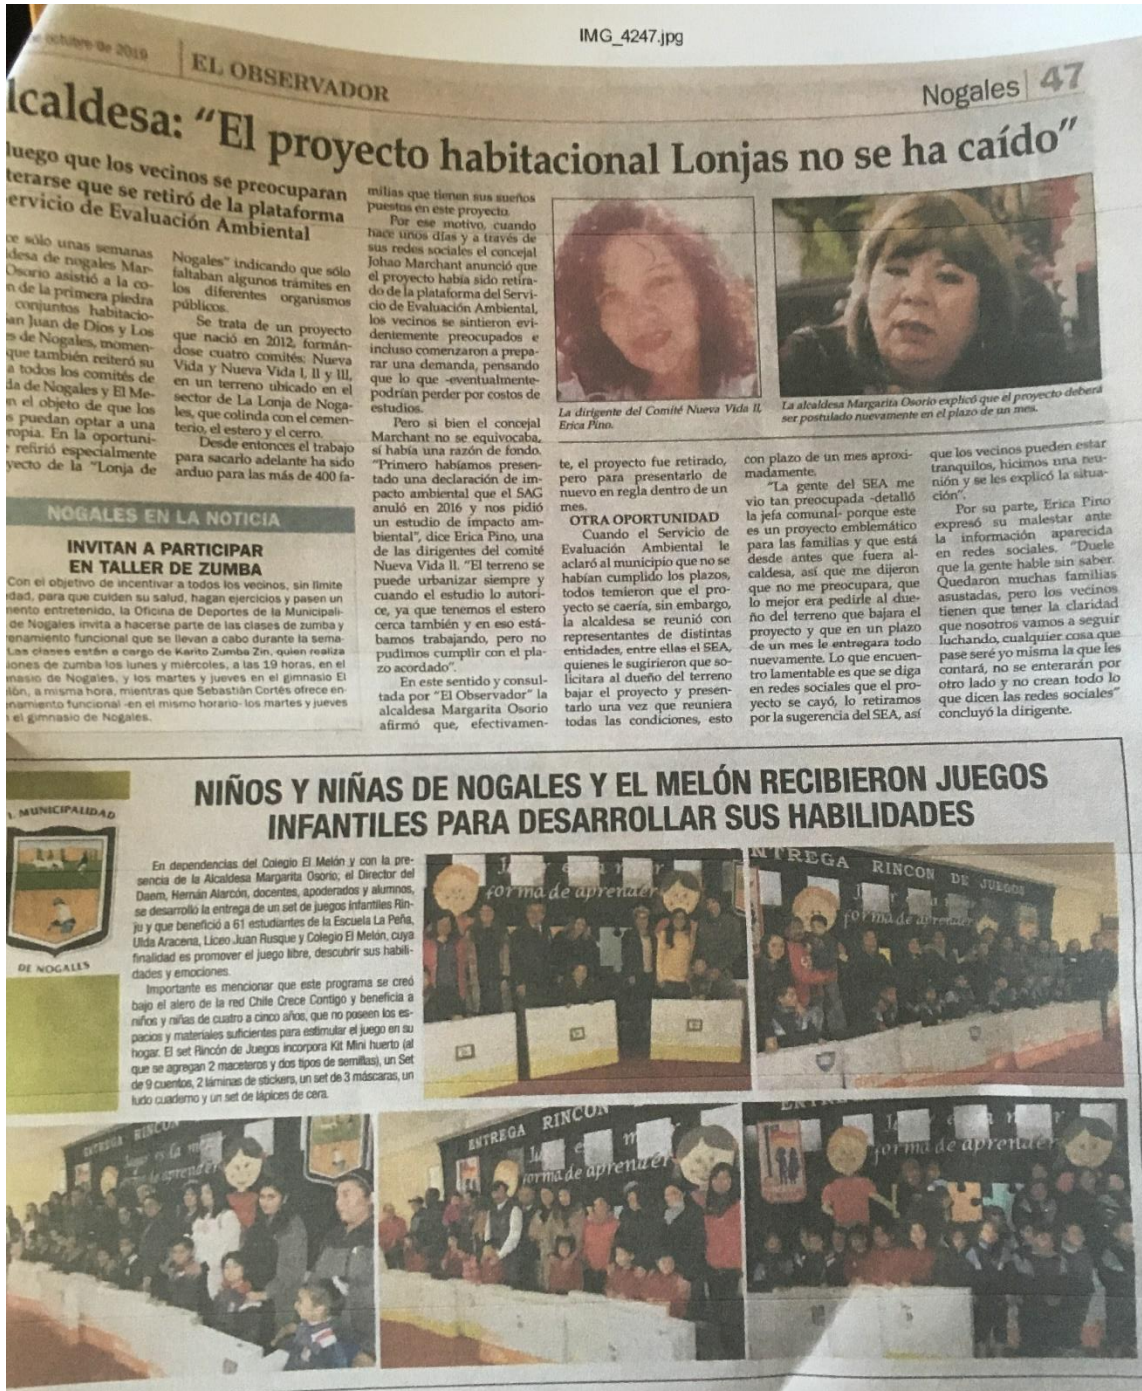 IMG_4247.jpg
octubre de 2019
EL OBSERVADOR
Nogales 47
lcaldesa: “El proyecto habitacional Lonjas no se ha caído”
luego que los vecinos se preocuparan
terarse que se retiró de la plataforma
ervicio de Evaluación Ambiental
ce sólo unas semanas
desa de nogales Mar-
Osorio asistió a la co-
n de la primera piedra
conjuntos habitacio-
an Juan de Dios y Los
es de Nogales, momen-
que también reiteró su
a todos los comités de
da de Nogales y El Me-
n el objeto de que los
s puedan optar a una
ropia. En la oportuni-
refirió especialmente
yecto de la “Lonja de
Nogales” indicando que sólo
faltaban algunos trámites en
los diferentes organismos
públicos.
Se trata de un proyecto
que nació en 2012, formán-
dose cuatro comités: Nueva
Vida y Nueva Vida I, II y III,
en un terreno ubicado en el
sector de La Lonja de Noga-
les, que colinda con el cemen-
terio, el estero y el cerro.
Desde entonces el trabajo
para sacarlo adelante ha sido
arduo para las más de 400 fa-
milias que tienen sus sueños
puestos en este proyecto.
Por ese motivo, cuando
hace unos días y a través de
sus redes sociales el concejal
Johao Marchant anunció que
el proyecto había sido retira-
do de la plataforma del Servi-
cio de Evaluación Ambiental,
los vecinos se sintieron evi-
dentemente preocupados e
incluso comenzaron a prepa-
rar una demanda, pensando
que lo que -eventualmente-
podrían perder por costos de
estudios.
Pero si bien el concejal
Marchant no se equivocaba,
sí había una razón de fondo.
“Primero habíamos presen-
tado una declaración de im-
pacto ambiental que el SAG
anuló en 2016 y nos pidió
un estudio de impacto am-
biental”, dice Erica Pino, una
de las dirigentes del comité
Nueva Vida II. “El terreno se
puede urbanizar siempre y
cuando el estudio lo autori-
ce, ya que tenemos el estero
cerca también y en eso está-
bamos trabajando, pero no
pudimos cumplir con el pla-
zo acordado”.
En este sentido y consul-
tada por “El Observador” la
alcaldesa Margarita Osorio
afirmó que, efectivamen-
La dirigente del Comité Nueva Vida II,
Erica Pino.
La alcaldesa Margarita Osorio explicó que el proyecto deberá
ser postulado nuevamente en el plazo de un mes.
te, el proyecto fue retirado,
pero para presentarlo de
nuevo en regla dentro de un
mes.
OTRA OPORTUNIDAD
Cuando el Servicio de
Evaluación Ambiental le
aclaró al municipio que no se
habían cumplido los plazos,
todos temieron que el pro-
yecto se caería, sin embargo,
la alcaldesa se reunió con
representantes de distintas
entidades, entre ellas el SEA,
quienes le sugirieron que so-
licitara al dueño del terreno
bajar el proyecto y presen-
tarlo una vez que reuniera
todas las condiciones, esto
con plazo de un mes aproxi-
madamente.
“La gente del SEA me
vio tan preocupada -detalló
la jefa comunal- porque este
es un proyecto emblemático
para las familias y que está
desde antes que fuera al-
caldesa, así que me dijeron
que no me preocupara, que
lo mejor era pedirle al due-
ño del terreno que bajara el
proyecto y que en un plazo
de un mes le entregara todo
nuevamente. Lo que encuen-
tro lamentable es que se diga
en redes sociales que el pro-
yecto se cayó, lo retiramos
por la sugerencia del SEA, así
que los vecinos pueden estar
tranquilos, hicimos una reu-
nión y se les explicó la situa-
ción”.
Por su parte, Erica Pino
expresó su malestar ante
la información aparecida
en redes sociales. “Duele
que la gente hable sin saber.
Quedaron muchas familias
asustadas, pero los vecinos
tienen que tener la claridad
que nosotros vamos a seguir
luchando, cualquier cosa que
pase seré yo misma la que les
contará, no se enterarán por
otro lado y no crean todo lo
que dicen las redes sociales”
concluyó la dirigente.
NOGALES EN LA NOTICIA
INVITAN A PARTICIPAR
EN TALLER DE ZUMBA
Con el objetivo de incentivar a todos los vecinos, sin límite
dad, para que cuiden su salud, hagan ejercicios y pasen un
mento entretenido, la Oficina de Deportes de la Municipali-
de Nogales invita a hacerse parte de las clases de zumba y
enamiento funcional que se llevan a cabo durante la sema-
Las clases están a cargo de Karito Zumba Zin, quien realiza
iones de zumba los lunes y miércoles, a las 19 horas, en el
nasio de Nogales, y los martes y jueves en el gimnasio El
lón, a misma hora, mientras que Sebastián Cortés ofrece en-
namiento funcional -en el mismo horario- los martes y jueves
el gimnasio de Nogales.
I. MUNICIPALIDAD
DE NOGALES
NIÑOS Y NIÑAS DE NOGALES Y EL MELÓN RECIBIERON JUEGOS
INFANTILES PARA DESARROLLAR SUS HABILIDADES
En dependencias del Colegio El Melón y con la pre-
sencia de la Alcaldesa Margarita Osorio; el Director del
Daem, Hernán Alarcón, docentes, apoderados y alumnos,
se desarrolló la entrega de un set de juegos infantiles Rin-
ju y que benefició a 61 estudiantes de la Escuela La Peña,
Ulda Aracena, Liceo Juan Rusque y Colegio El Melón, cuya
finalidad es promover el juego libre, descubrir sus habili-
dades y emociones.
Importante es mencionar que este programa se creó
bajo el alero de la red Chile Crece Contigo y beneficia a
niños y niñas de cuatro a cinco años, que no poseen los es-
pacios y materiales suficientes para estimular el juego en su
hogar. El set Rincón de Juegos incorpora Kit Mini huerto (al
que se agregan 2 maceteros y dos tipos de semillas), un Set
de 9 cuentos, 2 láminas de stickers, un set de 3 máscaras, un
ludo cuaderno y un set de lápices de cera.
forma de aprender
NTREGA RINCON DE JUEGOS
forma de aprender
ENTREGA RINCON
de aprender
ENTREGA RINCON
forma de aprender
forma de aprender